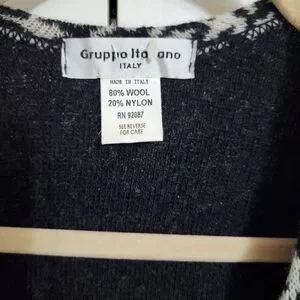 Gruppo Italiano
ITALY
MADE IN ITALY
80% WOOL
20% NYLON
RN 92087
SEE REVERSE
FOR CARE